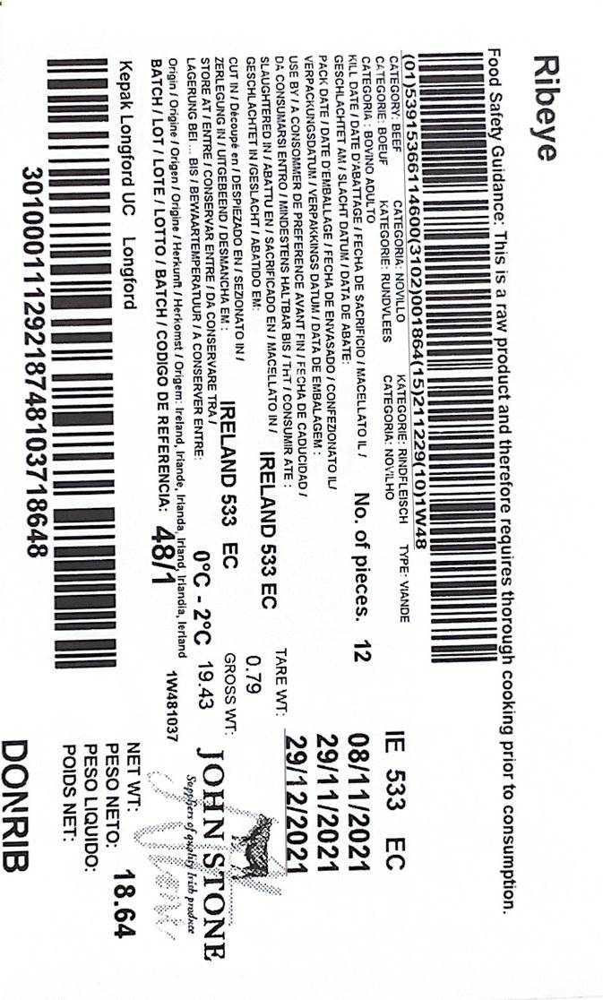 Ribeye
Food Safety Guidance: This is a raw product and therefore requires thorough cooking prior to consumption.
(01)53915366114600(3102)001864(15)211229(10)1W48
CATEGORY: BEEF CATEGORIA: NOVILLO KATEGORIE: RINDFLEISCH TYPE: VIANDE
CATEGORIE: BOEUF KATEGORIE: RUNDVLEES CATEGORIA: NOVILHO
CATEGORIA : BOVINO ADULTO
IE 533 EC
KILL DATE / DATE D'ABATTAGE / FECHA DE SACRIFICIO / MACELLATO IL /
GESCHLACHTET AM / SLACHT DATUM / DATA DE ABATE:
No. of pieces. 12
08/11/2021
PACK DATE / DATE D'EMBALLAGE / FECHA DE ENVASADO / CONFEZIONATO IL/
VERPACKUNGSDATUM / VERPAKKINGS DATUM / DATA DE EMBALAGEM :
29/11/2021
USE BY / A CONSOMMER DE PREFERENCE AVANT FIN / FECHA DE CADUCIDAD /
DA CONSUMARSI ENTRO / MINDESTENS HALTBAR BIS / THT / CONSUMIR ATE :
29/12/2021
SLAUGHTERED IN / ABATTU EN / SACRIFICADO EN / MACELLATO IN /
GESCHLACHTET IN /GESLACHT / ABATIDO EM:
IRELAND 533 EC
TARE WT:
0.79
CUT IN / Découpé en / DESPIEZADO EN / SEZIONATO IN /
ZERLEGUNG IN / UITGEBEEND / DESMANCHA EM :
IRELAND 533 EC
GROSS WT:
19.43
STORE AT / ENTRE / CONSERVAR ENTRE / DA CONSERVARE TRA /
LAGERUNG BEI ... BIS / BEWAARTEMPERATUUR / A CONSERVER ENTRE:
0°C - 2°C
JOHN STONE
Suppliers of quality Irish produce
Origin / Origine / Origen / Origine / Herkunft / Herkomst / Origem: Ireland, Irlande, Irlanda, Irland, Irlandia, Ierland
BATCH / LOT / LOTE / LOTTO / BATCH / CODIGO DE REFERENCIA: 48/1
1W481037
Kepak Longford UC Longford
NET WT:
PESO NETO:
PESO LIQUIDO:
POIDS NET:
18.64
3010001112921874810371864​8
DONRIB